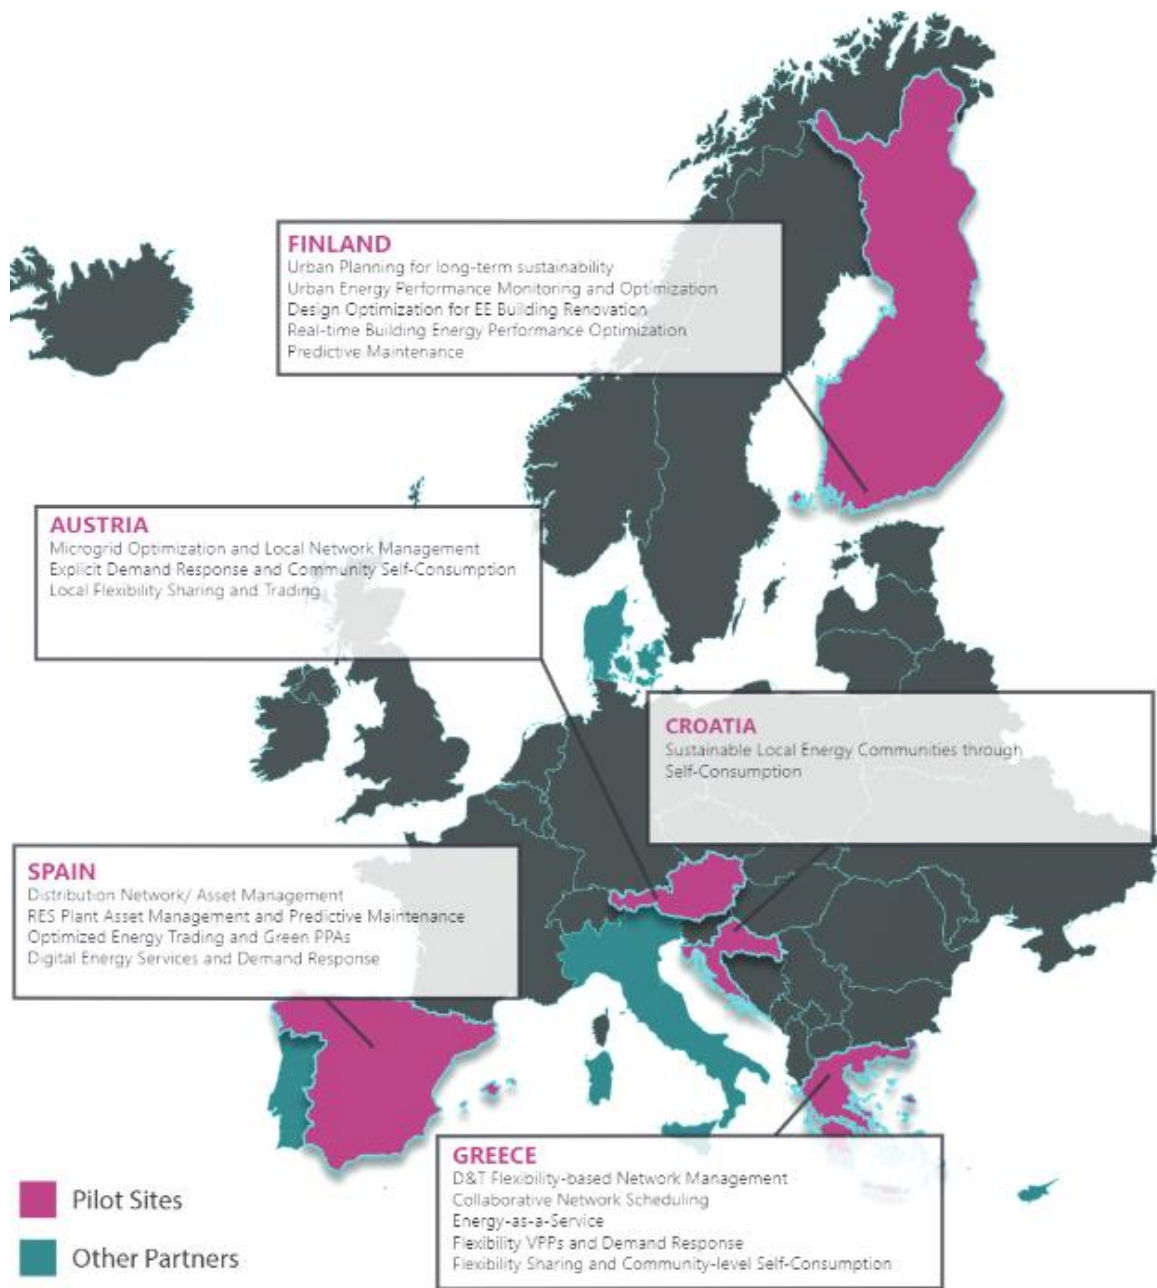 FINLAND
Urban Planning for long-term sustainability
Urban Energy Performance Monitoring and Optimization
Design Optimization for EE Building Renovation
Real-time Building Energy Performance Optimization
Predictive Maintenance
AUSTRIA
Microgrid Optimization and Local Network Management
Explicit Demand Response and Community Self-Consumption
Local Flexibility Sharing and Trading
CROATIA
Sustainable Local Energy Communities through
Self-Consumption
SPAIN
Distribution Network/ Asset Management
RES Plant Asset Management and Predictive Maintenance
Optimized Energy Trading and Green PPAs
Digital Energy Services and Demand Response
GREECE
D&T Flexibility-based Network Management
Collaborative Network Scheduling
Energy-as-a-Service
Flexibility VPPs and Demand Response
Flexibility Sharing and Community-level Self-Consumption
Pilot Sites
Other Partners